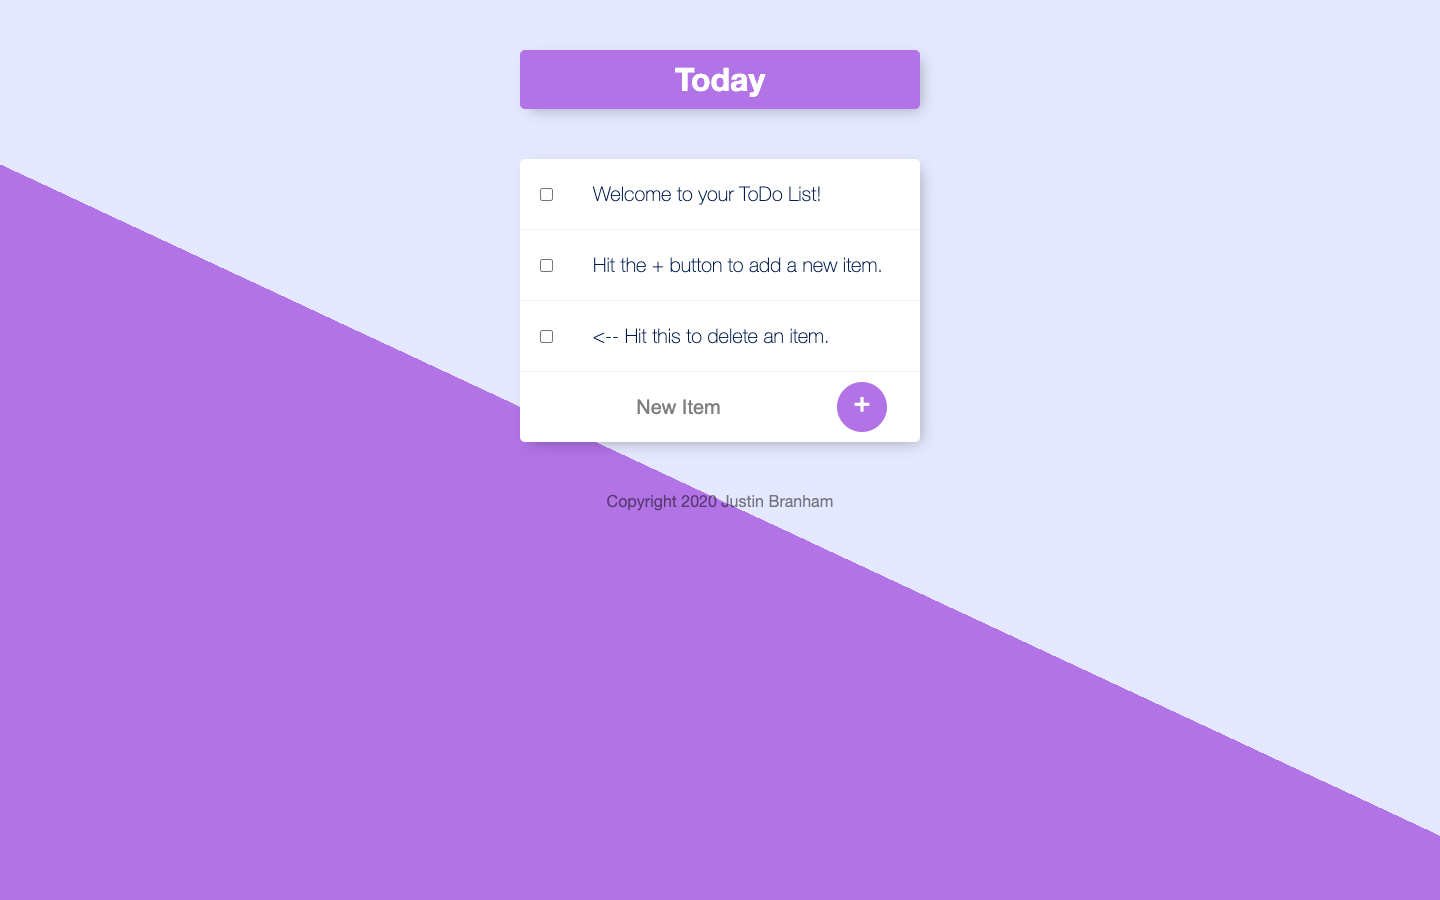 Today
Welcome to your ToDo List!
Hit the + button to add a new item.
<-- Hit this to delete an item.
New Item +
Copyright 2020 Justin Branham